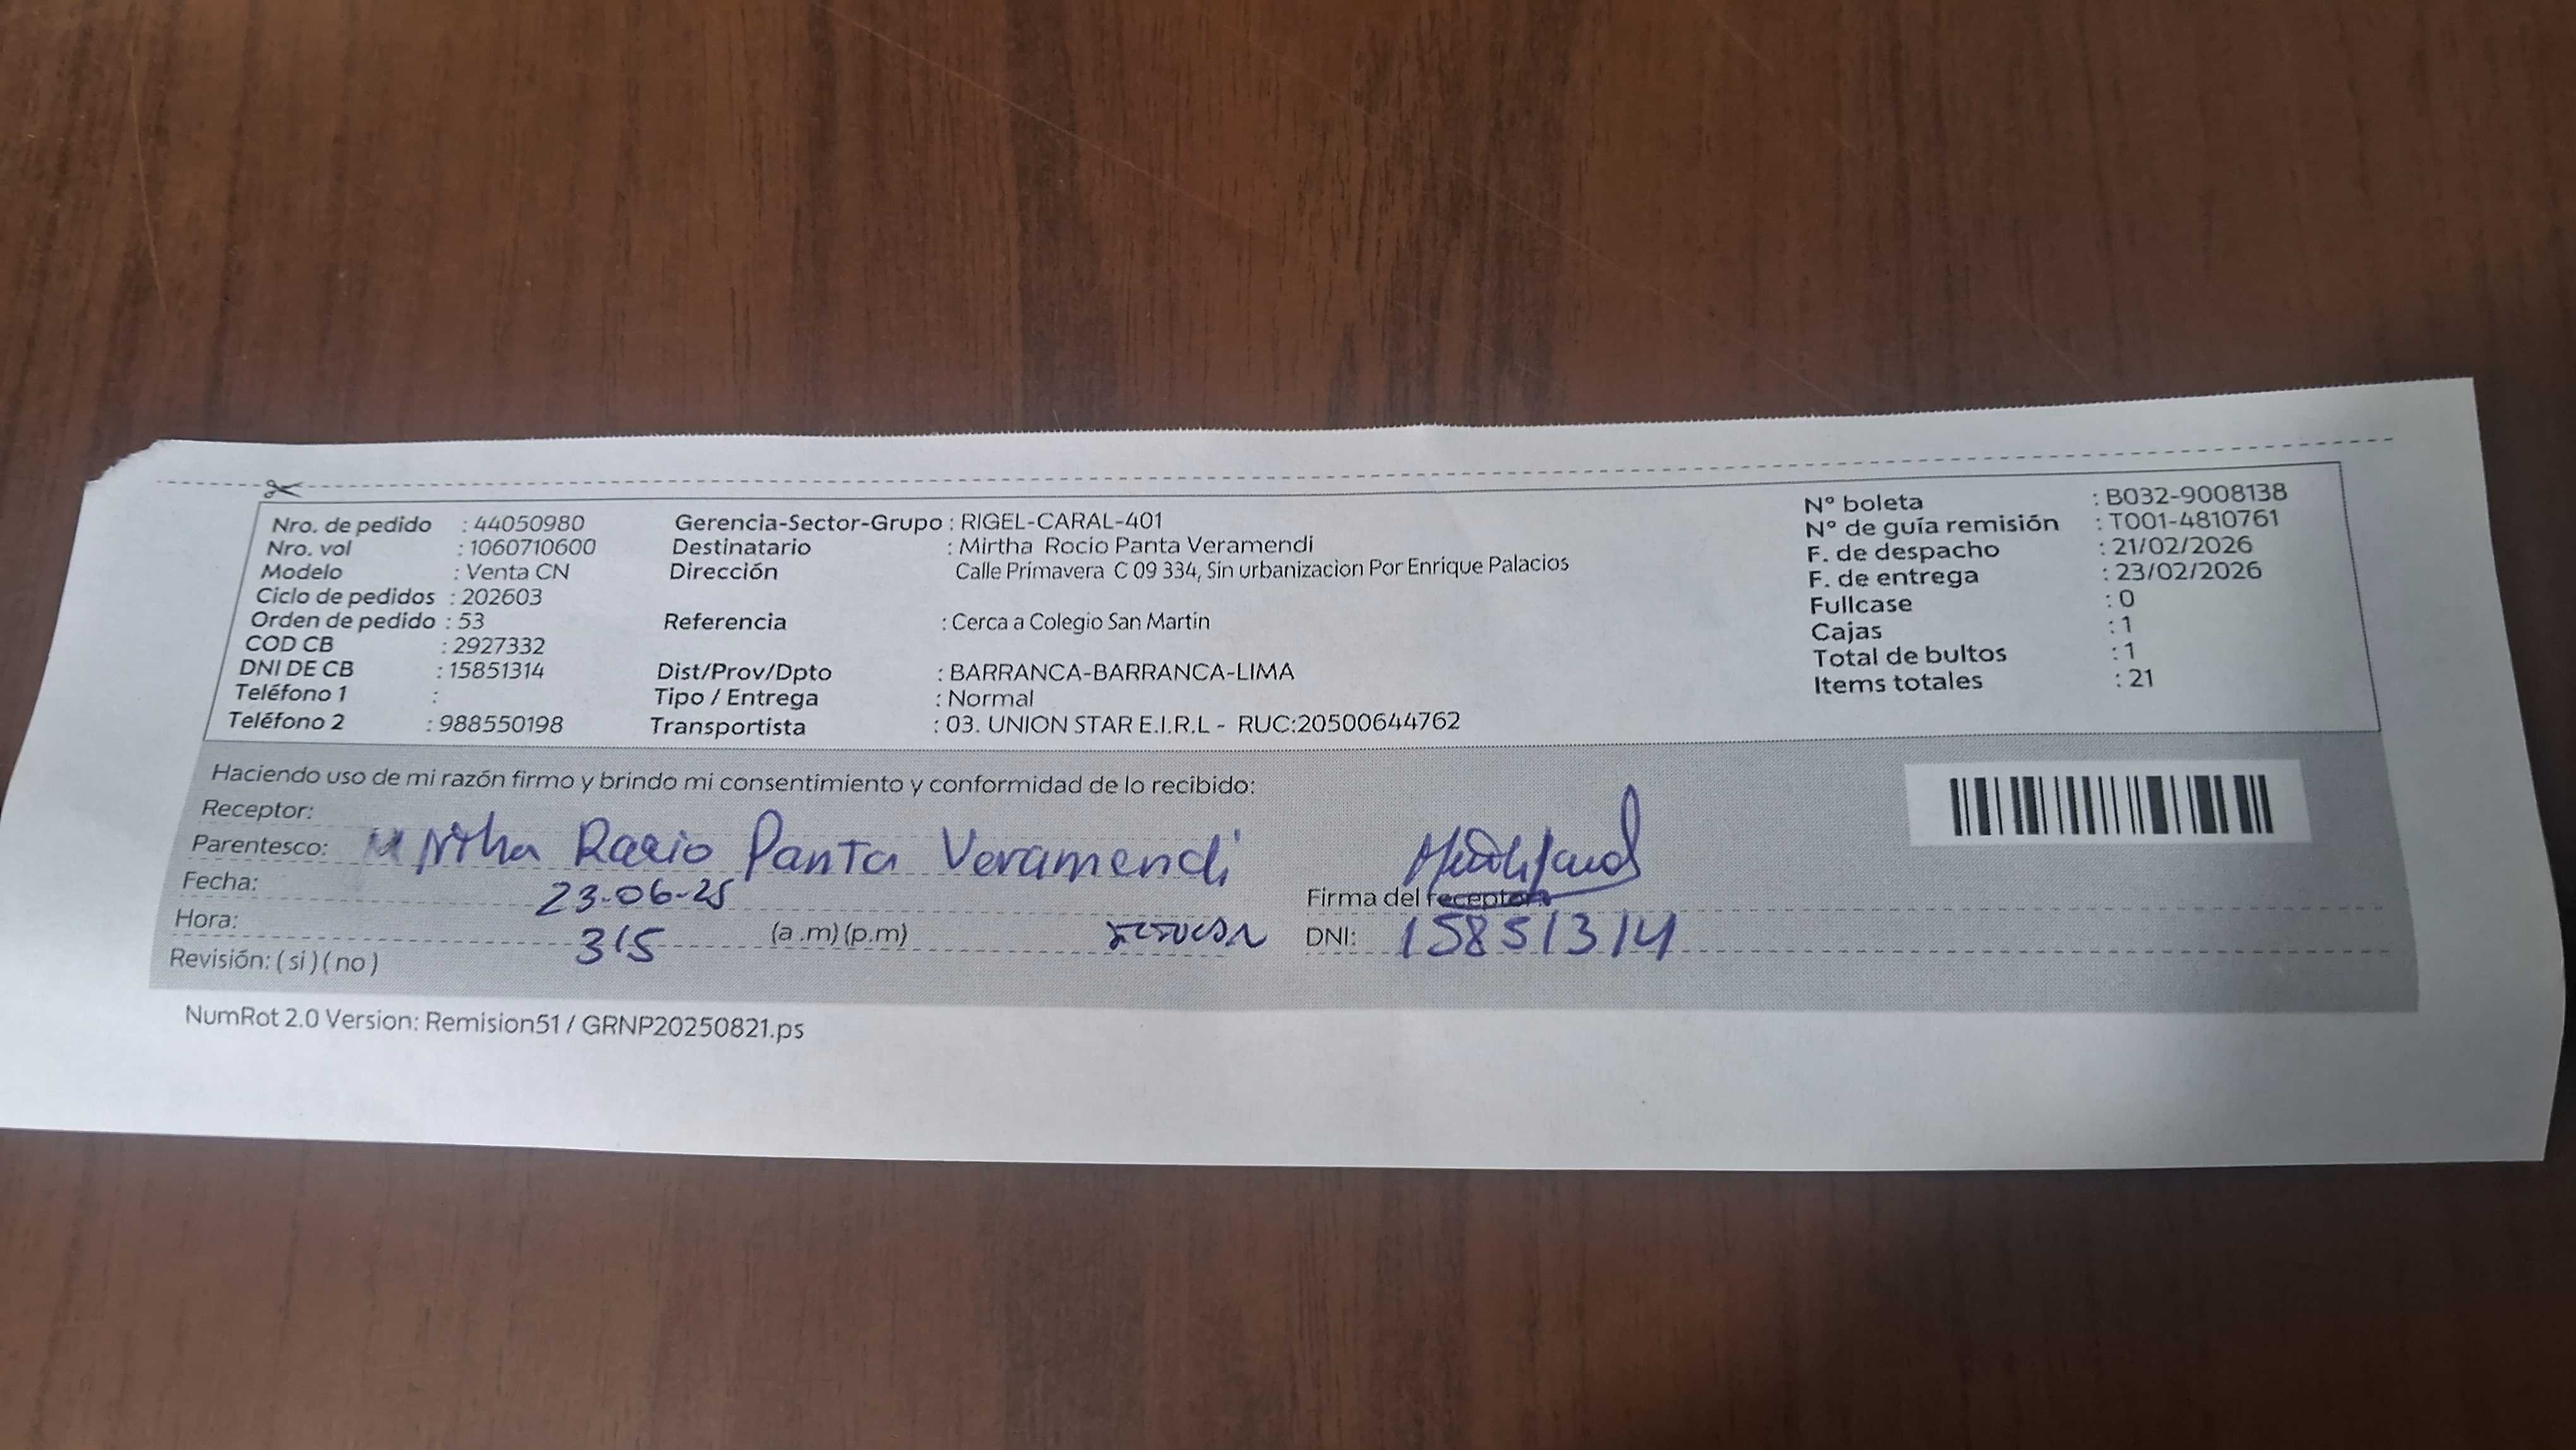 Nro. de pedido : 44050980
Nro. vol : 1060710600
Modelo : Venta CN
Ciclo de pedidos : 202603
Orden de pedido : 53
COD CB : 2927332
DNI DE CB : 15851314
Teléfono 1 :
Teléfono 2 : 988550198
Gerencia-Sector-Grupo : RIGEL-CARAL-401
Destinatario : Mirtha Rocio Panta Veramendi
Dirección Calle Primavera C 09 334, Sin urbanizacion Por Enrique Palacios
Referencia : Cerca a Colegio San Martin
Dist/Prov/Dpto : BARRANCA-BARRANCA-LIMA
Tipo / Entrega : Normal
Transportista : 03. UNION STAR E.I.R.L - RUC:20500644762
N° boleta : B032-9008138
N° de guía remisión : T001-4810761
F. de despacho : 21/02/2026
F. de entrega : 23/02/2026
Fullcase : 0
Cajas : 1
Total de bultos : 1
Items totales : 21
Haciendo uso de mi razón firmo y brindo mi consentimiento y conformidad de lo recibido:
Receptor:
Parentesco: Panta Veramendi
Fecha: 23-06-25
Hora: 315 (a .m) (p.m)
Revisión: ( si ) ( no )
Firma del receptor:
DNI: 15851314
NumRot 2.0 Version: Remision51 / GRNP20250821.ps